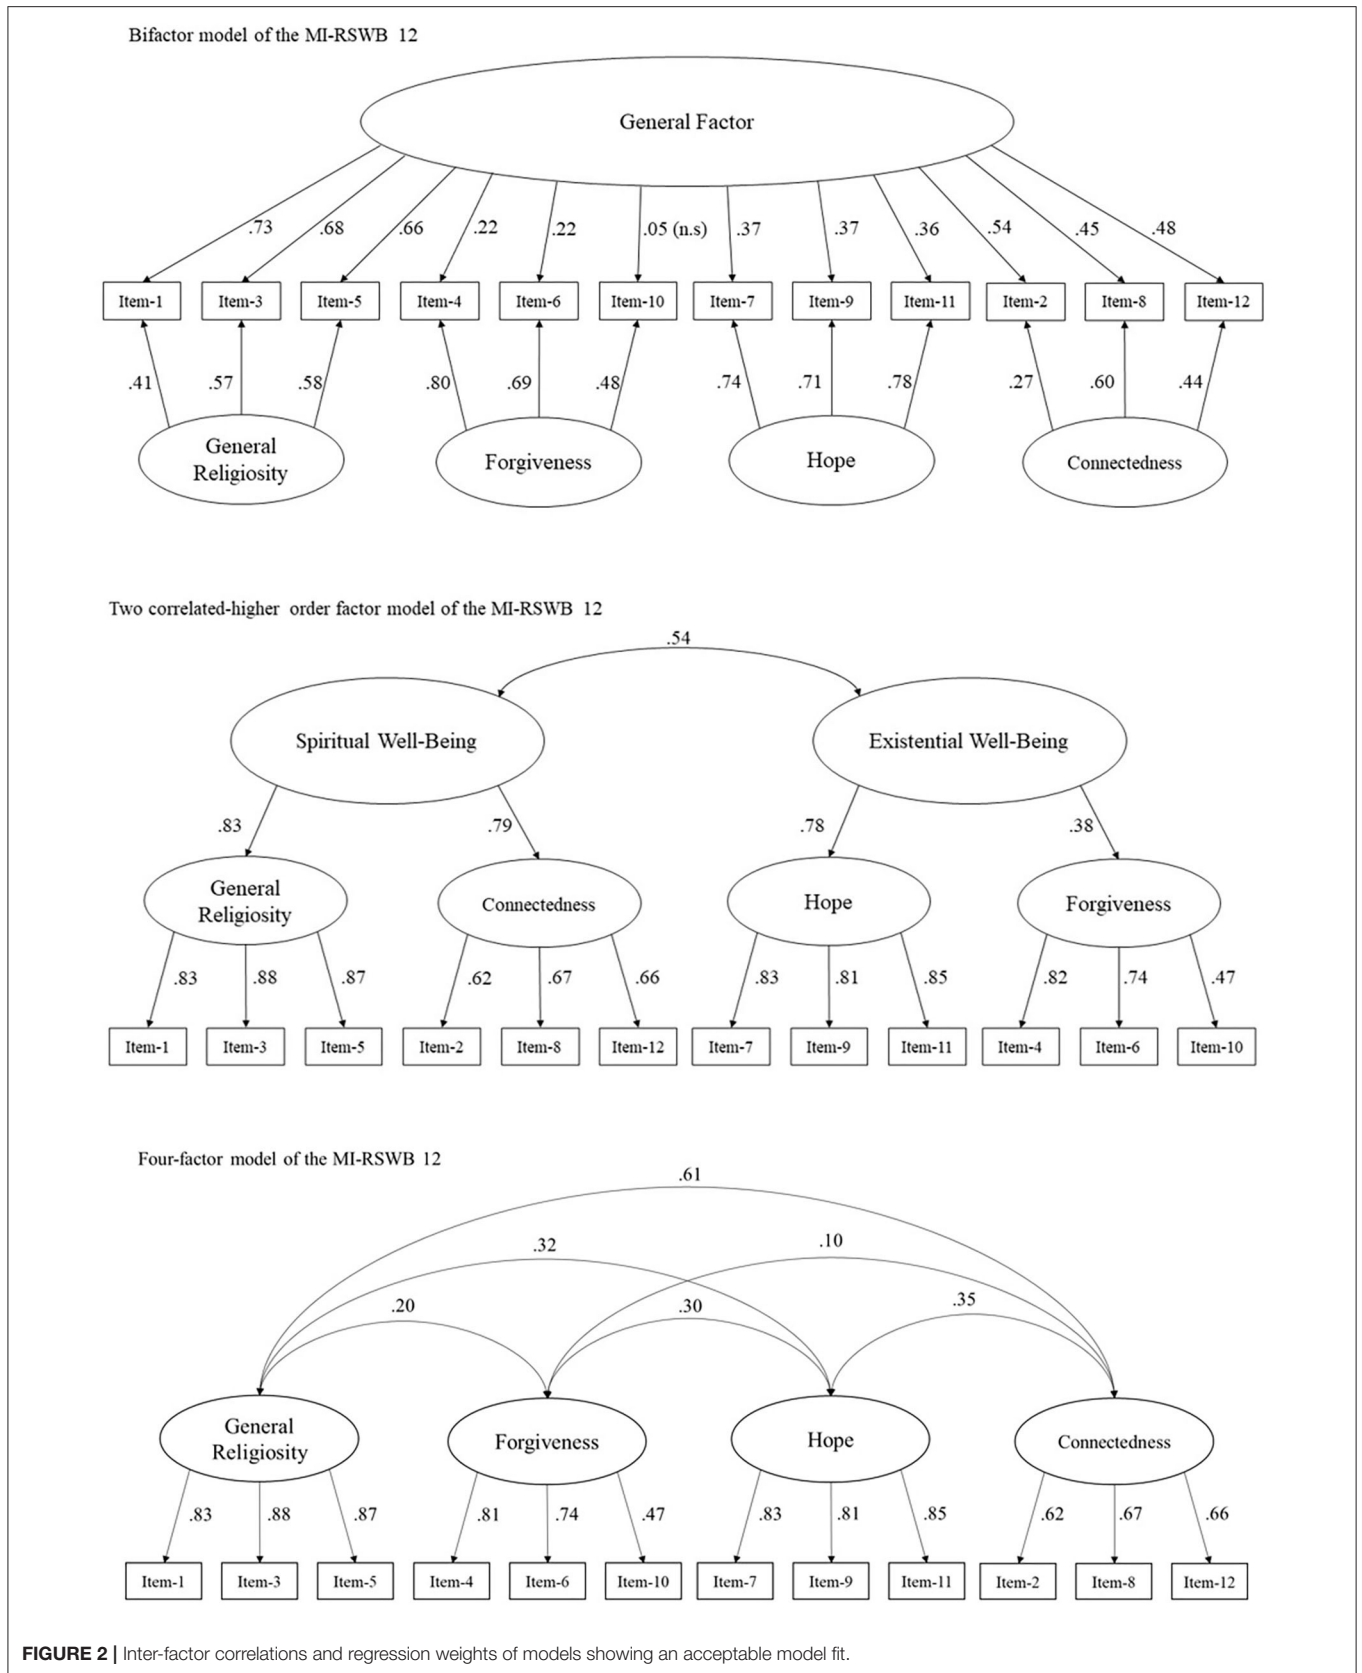 Bifactor model of the MI-RSWB 12
General Factor
.73 .68 .66 .22 .22 .05 (n.s) .37 .37 .36 .54 .45 .48
Item-1 Item-3 Item-5 Item-4 Item-6 Item-10 Item-7 Item-9 Item-11 Item-2 Item-8 Item-12
.41 .57 .58 .80 .69 .48 .74 .71 .78 .27 .60 .44
General
Religiosity
Forgiveness
Hope
Connectedness
Two correlated-higher order factor model of the MI-RSWB 12
.54
Spiritual Well-Being Existential Well-Being
.83 .79 .78 .38
General
Religiosity
Connectedness
Hope
Forgiveness
.83 .88 .87 .62 .67 .66 .83 .81 .85 .82 .74 .47
Item-1 Item-3 Item-5 Item-2 Item-8 Item-12 Item-7 Item-9 Item-11 Item-4 Item-6 Item-10
Four-factor model of the MI-RSWB 12
.61
.32 .10
.20 .30 .35
General
Religiosity
Forgiveness
Hope
Connectedness
.83 .88 .87 .81 .74 .47 .83 .81 .85 .62 .67 .66
Item-1 Item-3 Item-5 Item-4 Item-6 Item-10 Item-7 Item-9 Item-11 Item-2 Item-8 Item-12
FIGURE 2 | Inter-factor correlations and regression weights of models showing an acceptable model fit.